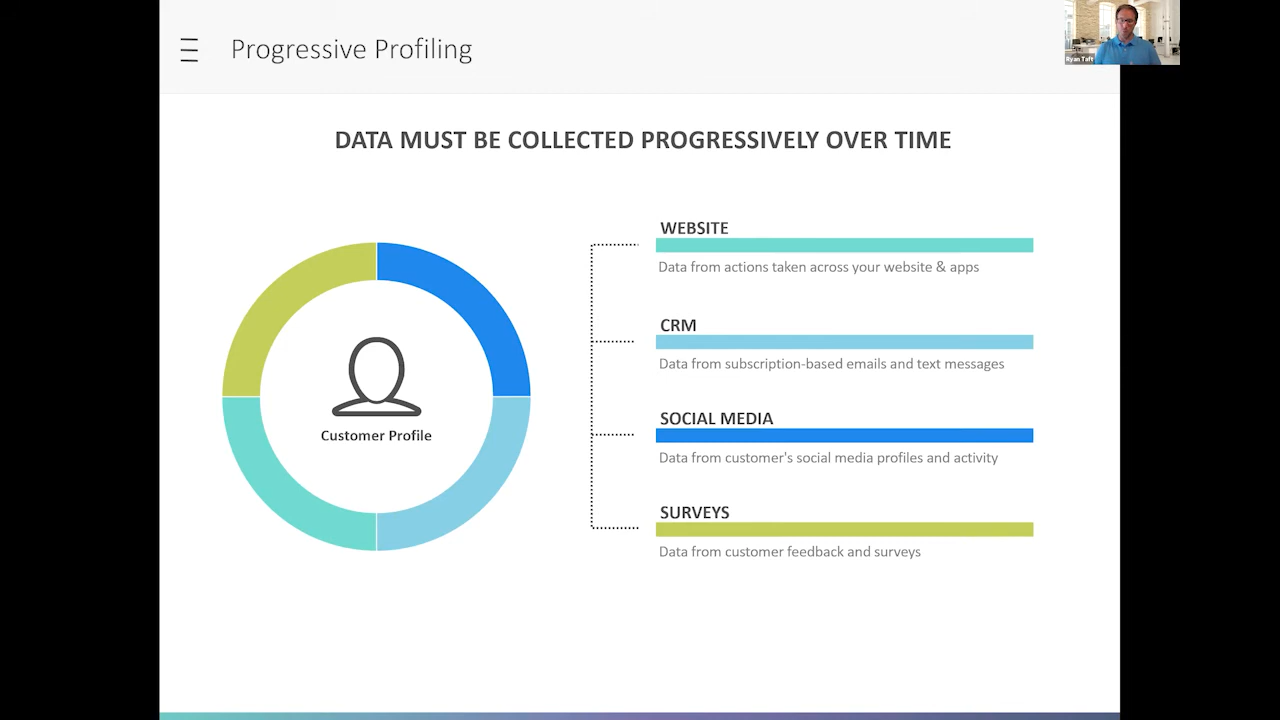 Progressive Profiling
Ryan Taft
DATA MUST BE COLLECTED PROGRESSIVELY OVER TIME
Customer Profile
WEBSITE
Data from actions taken across your website & apps
CRM
Data from subscription-based emails and text messages
SOCIAL MEDIA
Data from customer's social media profiles and activity
SURVEYS
Data from customer feedback and surveys